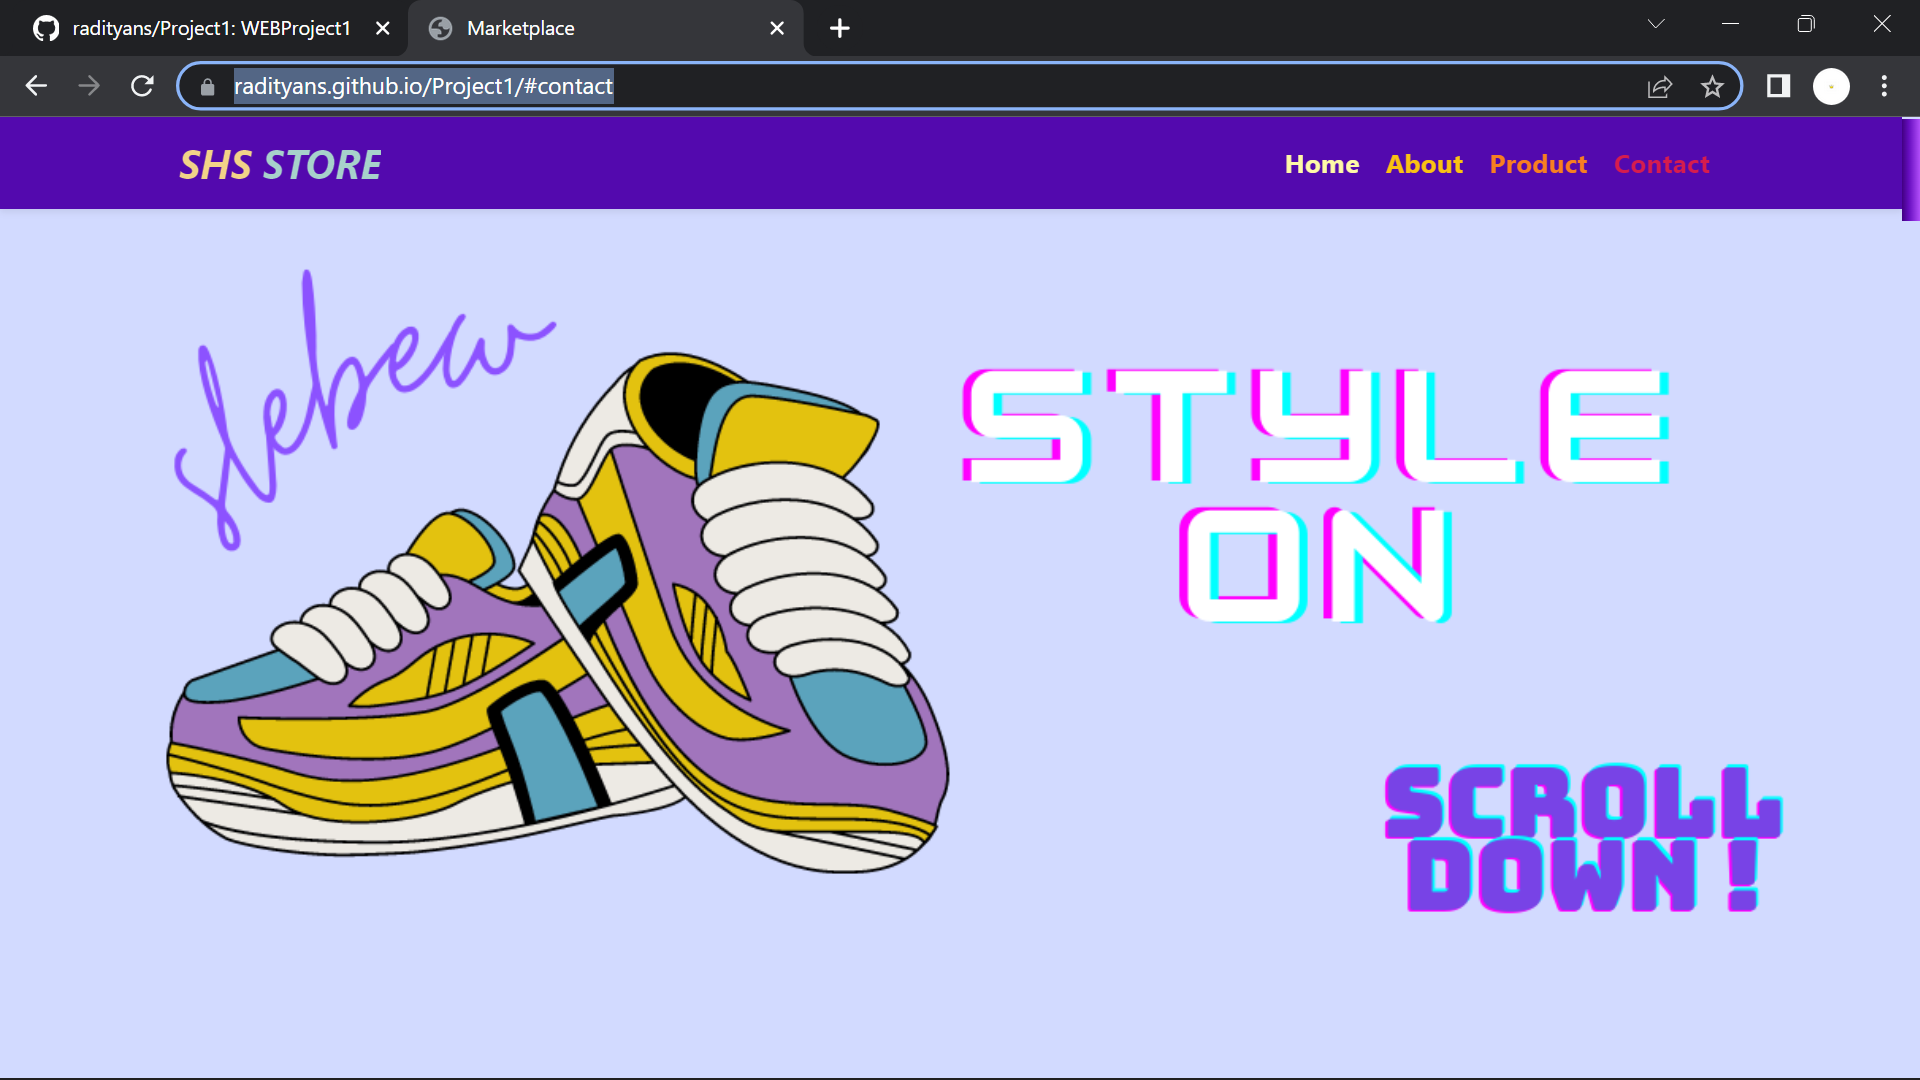 radityans/Project1: WEBProject1
Marketplace
radityans.github.io/Project1/#contact
SHS STORE
Home About Product Contact
slebew
STYLE
ON
SCROLL
DOWN !